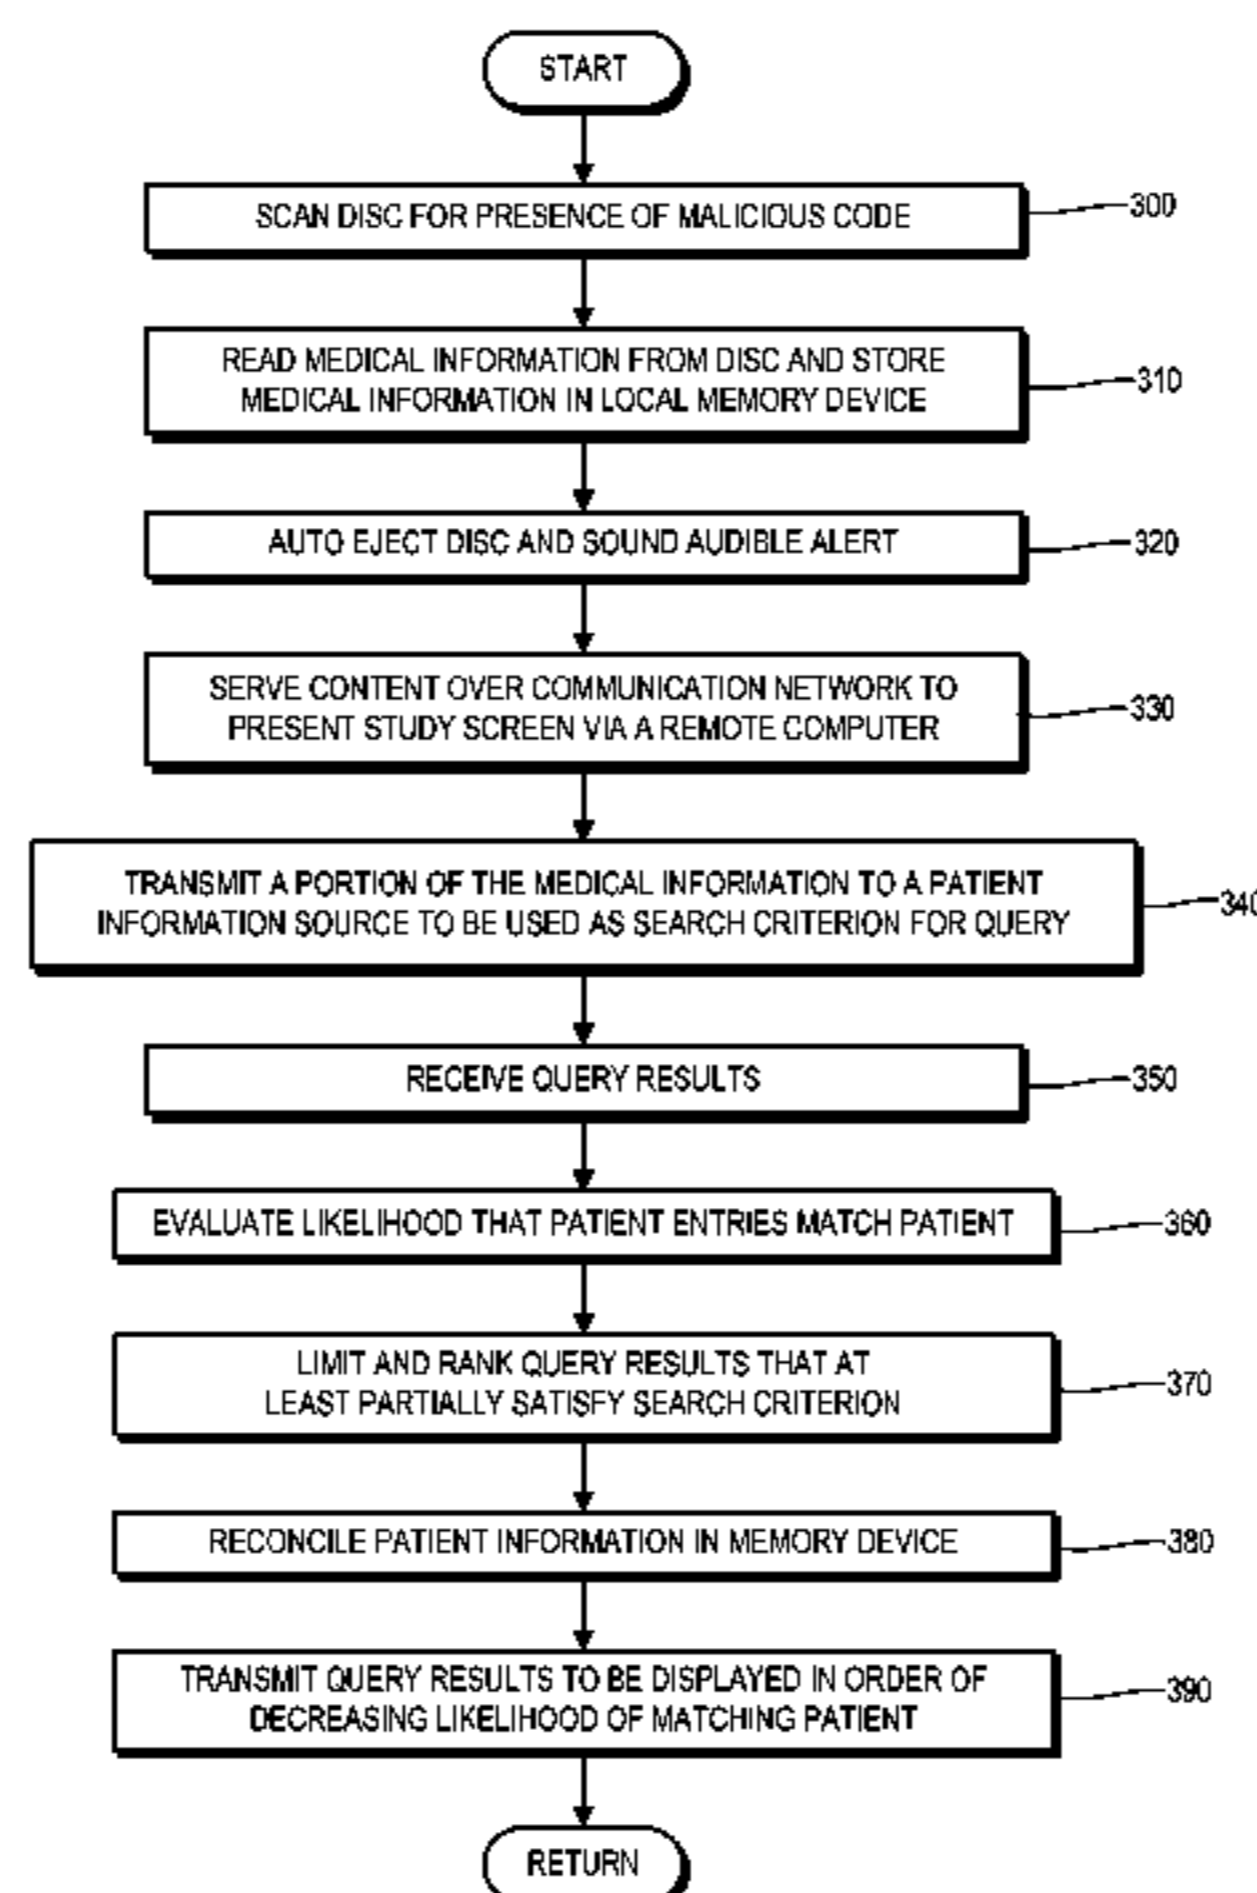 START
SCAN DISC FOR PRESENCE OF MALICIOUS CODE
300
READ MEDICAL INFORMATION FROM DISC AND STORE
MEDICAL INFORMATION IN LOCAL MEMORY DEVICE
310
AUTO EJECT DISC AND SOUND AUDIBLE ALERT
320
SERVE CONTENT OVER COMMUNICATION NETWORK TO
PRESENT STUDY SCREEN VIA A REMOTE COMPUTER
330
TRANSMIT A PORTION OF THE MEDICAL INFORMATION TO A PATIENT
INFORMATION SOURCE TO BE USED AS SEARCH CRITERION FOR QUERY
340
RECEIVE QUERY RESULTS
350
EVALUATE LIKELIHOOD THAT PATIENT ENTRIES MATCH PATIENT
360
LIMIT AND RANK QUERY RESULTS THAT AT
LEAST PARTIALLY SATISFY SEARCH CRITERION
370
RECONCILE PATIENT INFORMATION IN MEMORY DEVICE
380
TRANSMIT QUERY RESULTS TO BE DISPLAYED IN ORDER OF
DECREASING LIKELIHOOD OF MATCHING PATIENT
390
RETURN